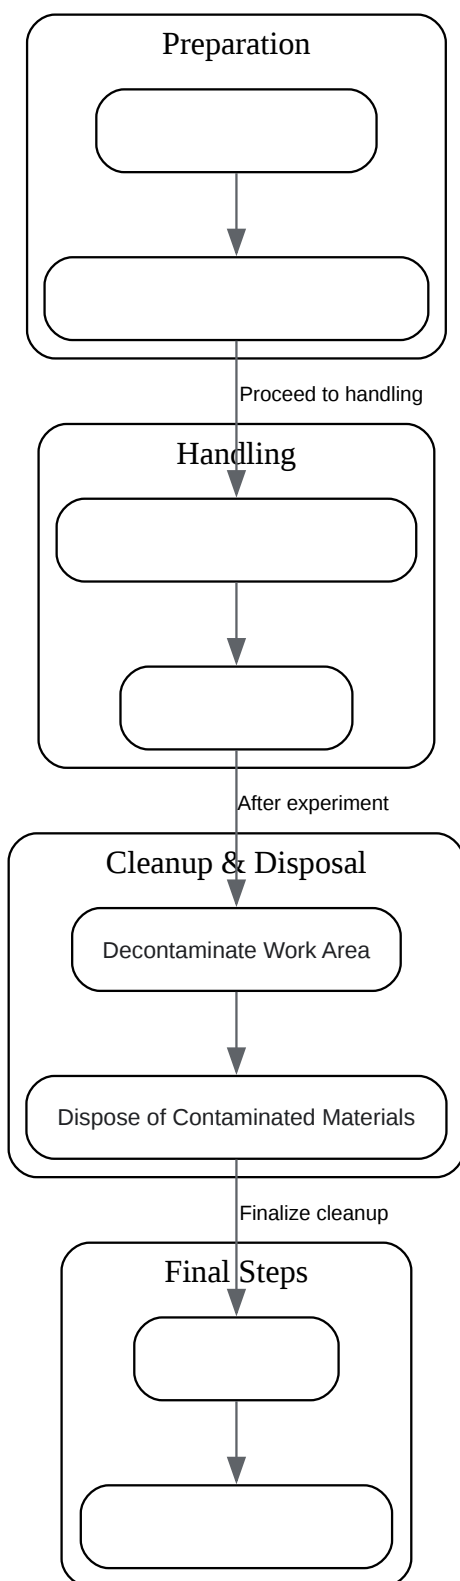 Preparation
Proceed to handling
Handling
After experiment
Cleanup & Disposal
Decontaminate Work Area
Dispose of Contaminated Materials
Finalize cleanup
Final Steps